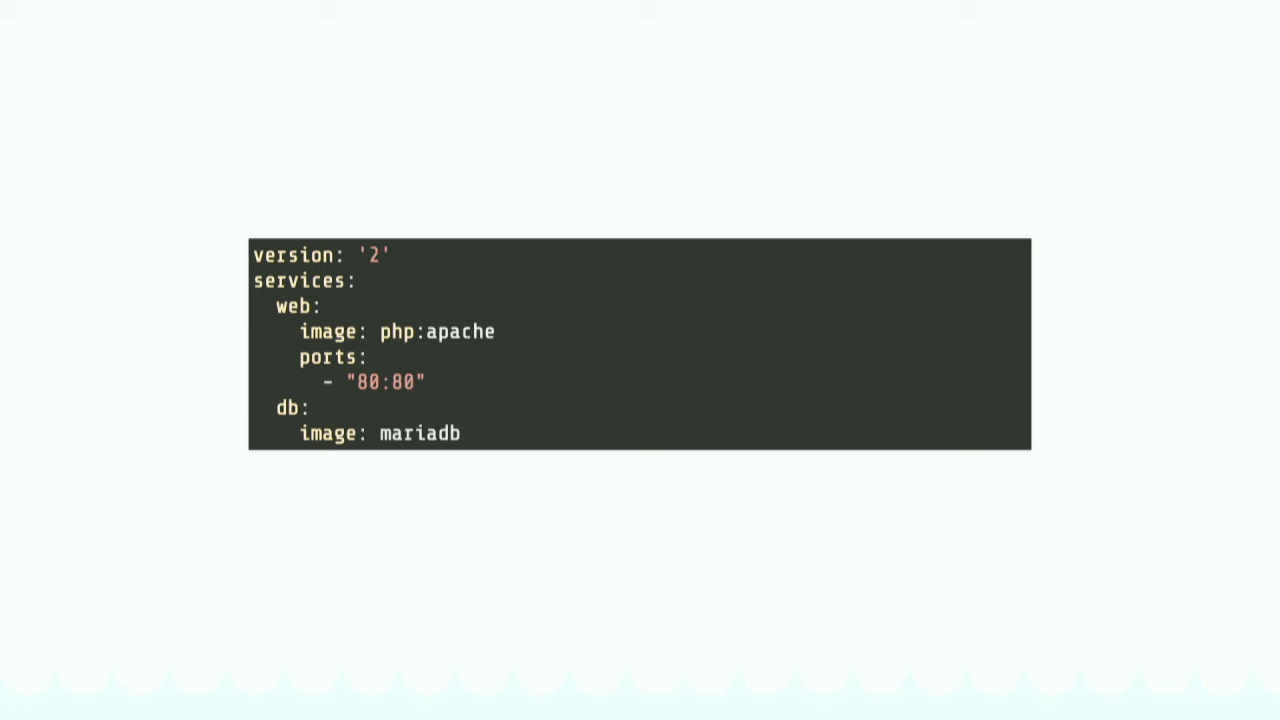 version: '2'
services:
  web:
    image: php:apache
    ports:
      - "80:80"
  db:
    image: mariadb